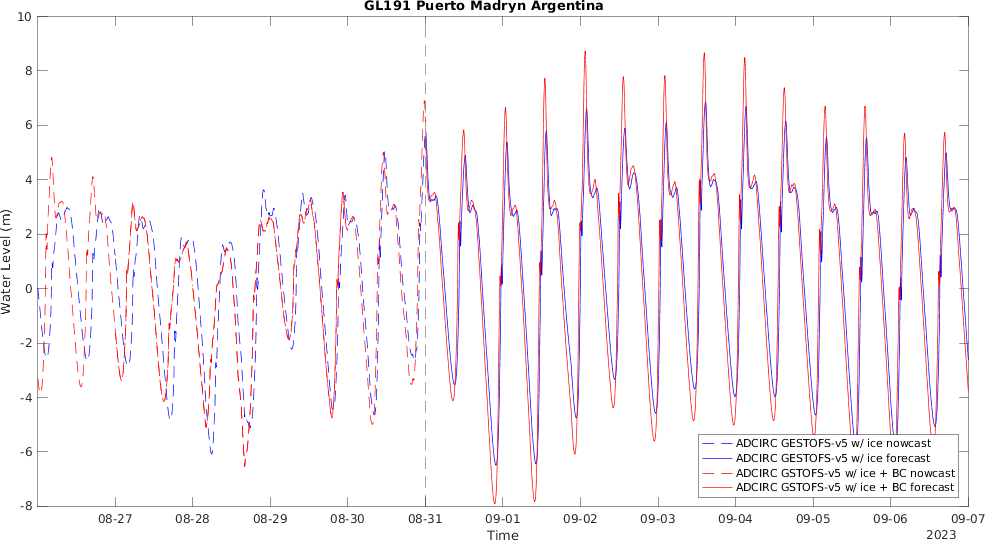 GL191 Puerto Madryn Argentina
10
8
6
4
2
0
-2
-4
-6
-8
Water Level (m)
ADCIRC GESTOFS-v5 w/ ice nowcast
ADCIRC GESTOFS-v5 w/ ice forecast
ADCIRC GSTOFS-v5 w/ ice + BC nowcast
ADCIRC GSTOFS-v5 w/ ice + BC forecast
08-27 08-28 08-29 08-30 08-31 09-01 09-02 09-03 09-04 09-05 09-06 09-07
Time
2023